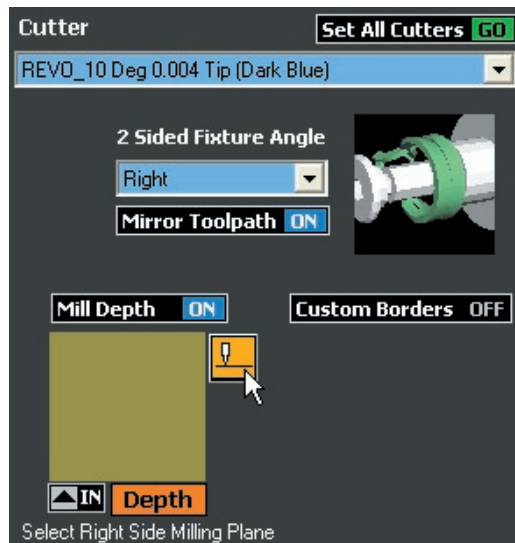 Cutter
Set All Cutters GO
REVO_10 Deg 0.004 Tip (Dark Blue)
2 Sided Fixture Angle
Right
Mirror Toolpath ON
Mill Depth ON
Custom Borders OFF
IN
Depth
Select Right Side Milling Plane